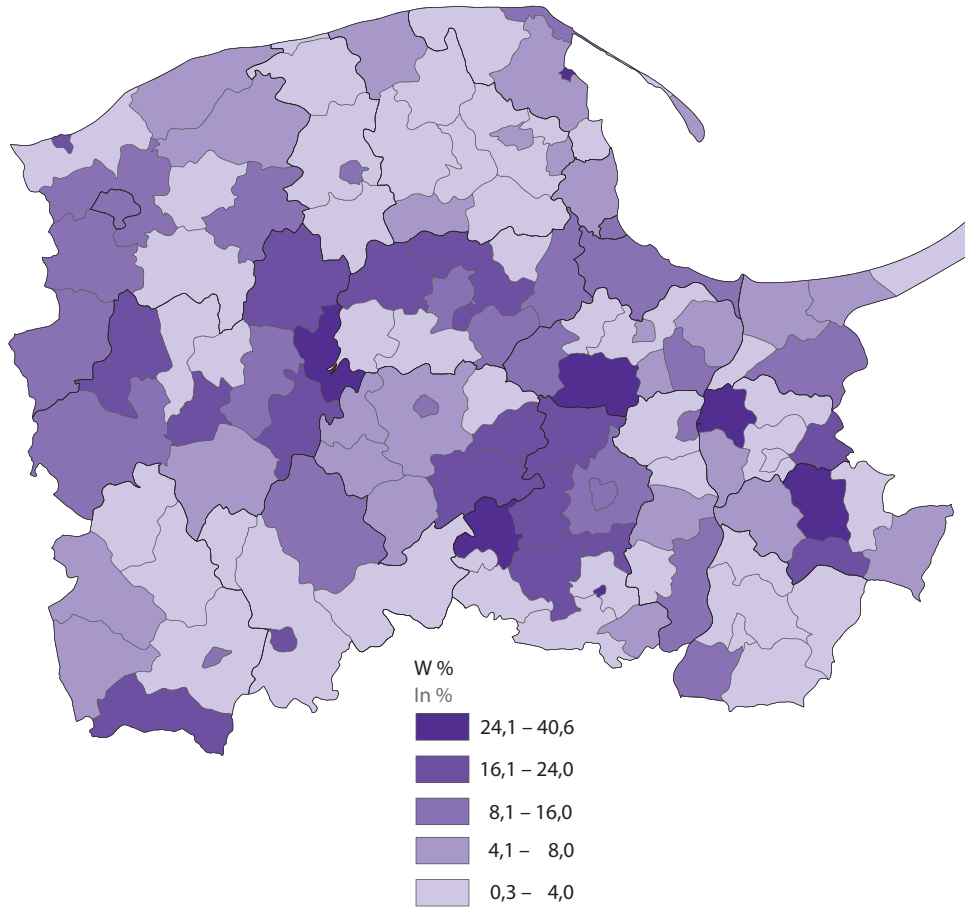 W %
In %
24,1 – 40,6
16,1 – 24,0
8,1 – 16,0
4,1 – 8,0
0,3 – 4,0